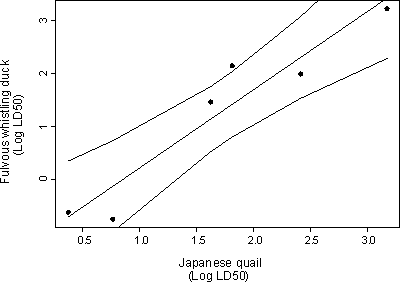 Fulvous whistling duck
(Log LD50)
3
2
1
0
0.5 1.0 1.5 2.0 2.5 3.0
Japanese quail
(Log LD50)